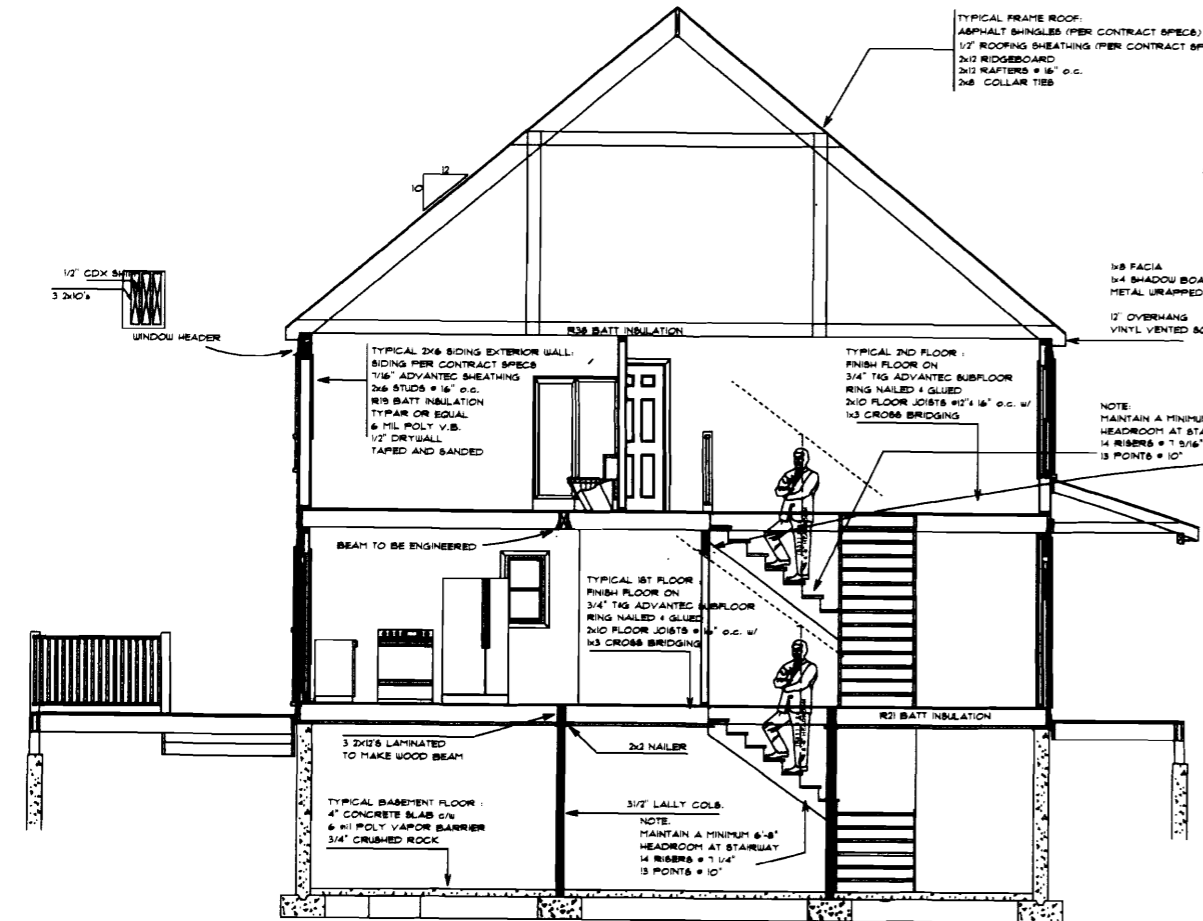 TYPICAL FRAME ROOF:
ASPHALT SHINGLES (PER CONTRACT SPECS)
1/2" ROOFING SHEATHING (PER CONTRACT SP
2x12 RIDGEBOARD
2x12 RAFTERS @ 16" o.c.
2x8 COLLAR TIES
12
10
1/2" CDX
3 2x10's
WINDOW HEADER
1x8 FACIA
1x4 SHADOW BOA
METAL WRAPPED
12" OVERHANG
VINYL VENTED SO
R38 BATT INSULATION
TYPICAL 2X6 SIDING EXTERIOR WALL:
SIDING PER CONTRACT SPECS
7/16" ADVANTEC SHEATHING
2x6 STUDS @ 16" o.c.
R19 BATT INSULATION
TYPAR OR EQUAL
6 MIL POLY V.B.
1/2" DRYWALL
TAPED AND SANDED
TYPICAL 2ND FLOOR :
FINISH FLOOR ON
3/4" T&G ADVANTEC SUBFLOOR
RING NAILED & GLUED
2x10 FLOOR JOISTS @12"& 16" o.c. w/
1x3 CROSS BRIDGING
NOTE:
MAINTAIN A MINIMUM
HEADROOM AT STA
14 RISERS @ 7 9/16"
13 POINTS @ 10"
BEAM TO BE ENGINEERED
TYPICAL 1ST FLOOR :
FINISH FLOOR ON
3/4" T&G ADVANTEC SUBFLOOR
RING NAILED & GLUED
2x10 FLOOR JOISTS @ 16" o.c. w/
1x3 CROSS BRIDGING
R21 BATT INSULATION
3 2X12'S LAMINATED
TO MAKE WOOD BEAM
2x2 NAILER
TYPICAL BASEMENT FLOOR :
4" CONCRETE SLAB c/w
6 mil POLY VAPOR BARRIER
3/4" CRUSHED ROCK
3 1/2" LALLY COLS.
NOTE:
MAINTAIN A MINIMUM 6'-8"
HEADROOM AT STAIRWAY
14 RISERS @ 7 1/4"
13 POINTS @ 10"